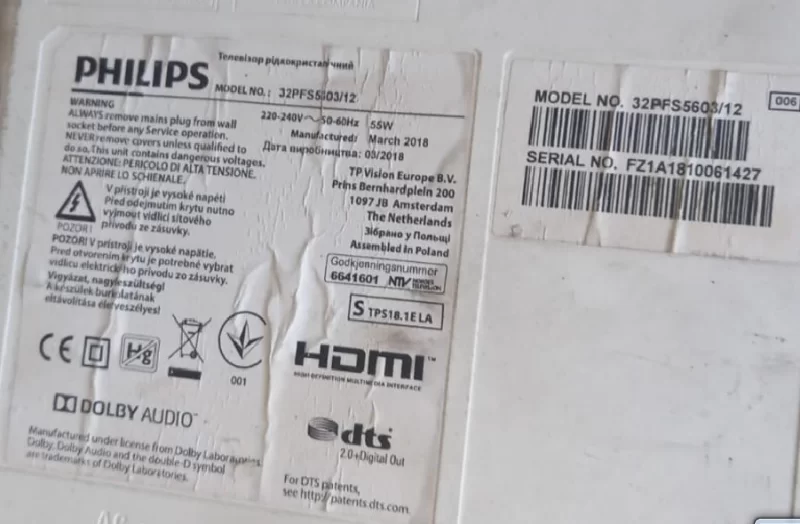 Телевізор рідкокристалічний
PHILIPS
MODEL NO.: 32PFS5603/12
WARNING
ALWAYS remove mains plug from wall
socket before any Service operation.
NEVER remove covers unless qualified to
do so. This unit contains dangerous voltages.
ATTENZIONE: PERICOLO DI ALTA TENSIONE.
NON APRIRE LO SCHIENALE.
V přístroji je vysoké napětí
Před odejmutím krytu nutno
vyjmout vidlici síťového
přívodu ze zásuvky.
POZOR!
POZOR! V prístroji je vysoké napätie.
Pred otvorením krytu je potrebné vybrat
vidlicu elektrického prívodu zo zásuvky.
Vigyázat, nagyfeszültség!
A készülék burkolatának
eltávolítása életveszélyes!
220-240V~ 50-60Hz 55W
Manufactured: March 2018
Дата виробництва: 03/2018
TP Vision Europe B.V.
Prins Bernhardplein 200
1097 JB Amsterdam
The Netherlands
Зібрано у Польщі
Assembled in Poland
Godkjenningsnummer
6641601 NTV
S TPS18.1E LA
CE
Hg
001
HDMI™
HIGH-DEFINITION MULTIMEDIA INTERFACE
DOLBY AUDIO™
Manufactured under license from Dolby Laboratories.
Dolby, Dolby Audio and the double-D symbol
are trademarks of Dolby Laboratories.
dts
2.0+Digital Out
For DTS patents,
see http://patents.dts.com.
MODEL NO. 32PFS5603/12
006
SERIAL NO. FZ1A1810061427